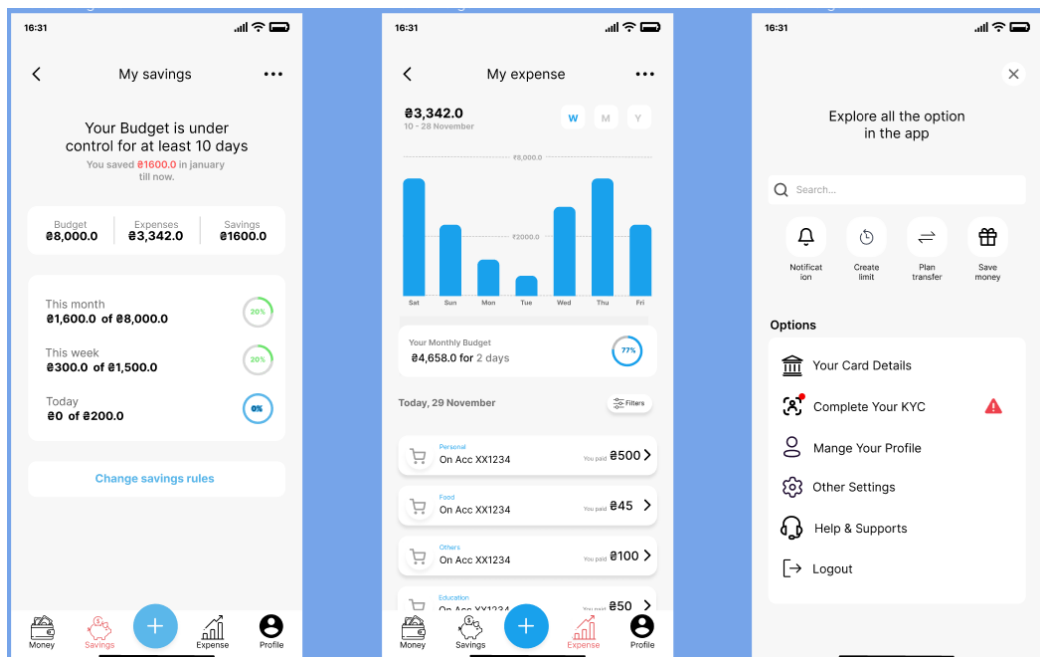 16:31
My savings
Your Budget is under
control for at least 10 days
You saved ₴1600.0 in january
till now.
Budget
₴8,000.0
Expenses
₴3,342.0
Savings
₴1600.0
This month
₴1,600.0 of ₴8,000.0
20%
This week
₴300.0 of ₴1,500.0
20%
Today
₴0 of ₴200.0
0%
Change savings rules
Money
Savings
Expense
Profile
16:31
My expense
₴3,342.0
10 - 28 November
W
M
Y
₹8,000.0
₹2000.0
Sat
Sun
Mon
Tue
Wed
Thu
Fri
Your Monthly Budget
₴4,658.0 for 2 days
77%
Today, 29 November
Filters
Personal
On Acc XX1234
You paid ₴500
Food
On Acc XX1234
You paid ₴45
Others
On Acc XX1234
You paid ₴100
Education
On Acc XX1234
You paid ₴50
Money
Savings
Expense
Profile
16:31
Explore all the option
in the app
Search...
Notificat
ion
Create
limit
Plan
transfer
Save
money
Options
Your Card Details
Complete Your KYC
Mange Your Profile
Other Settings
Help & Supports
Logout